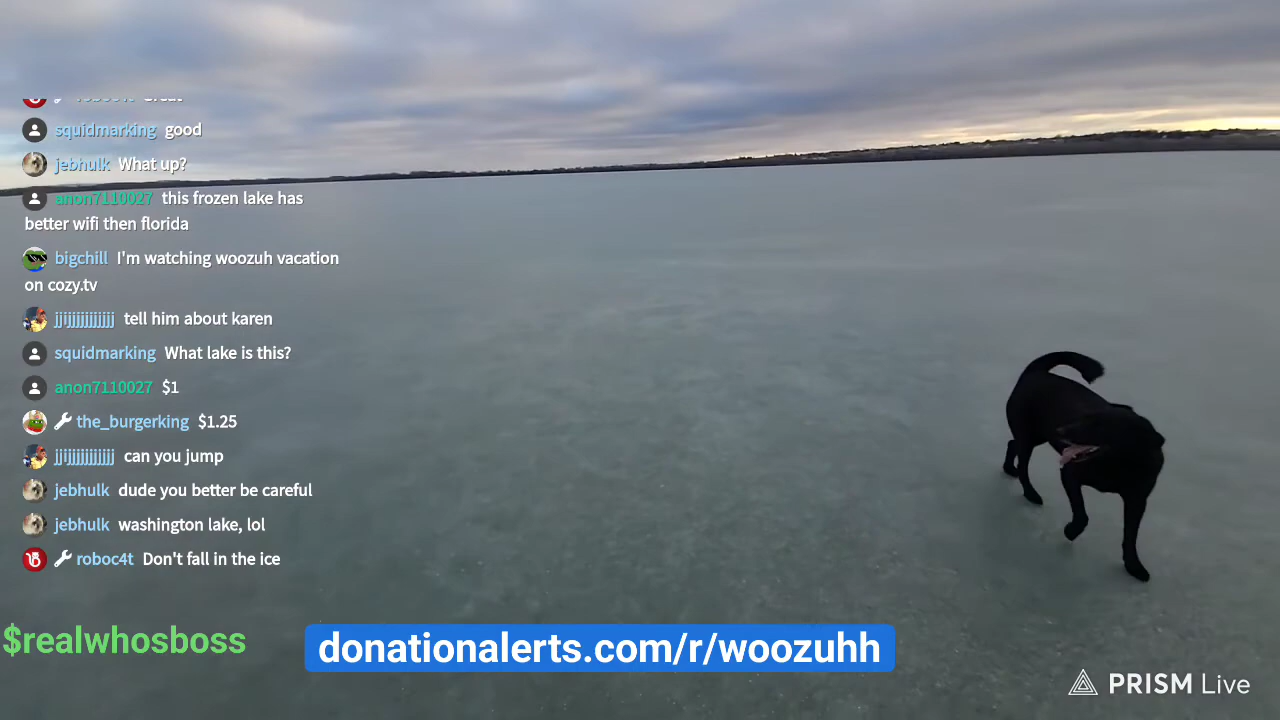 squidmarking good
jebhulk What up?
anon7110027 this frozen lake has
better wifi then florida
bigchill I'm watching woozuh vacation
on cozy.tv
jjijjjjjjjjjj tell him about karen
squidmarking What lake is this?
anon7110027 $1
the_burgerking $1.25
jjijjjjjjjjjj can you jump
jebhulk dude you better be careful
jebhulk washington lake, lol
roboc4t Don't fall in the ice
$realwhosboss
donationalerts.com/r/woozuhh
PRISM Live